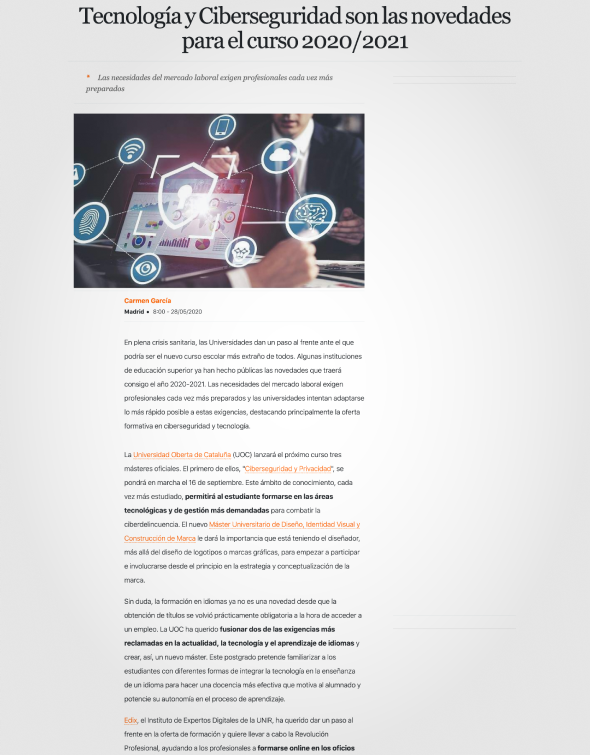 Tecnología y Ciberseguridad son las novedades
para el curso 2020/2021
Las necesidades del mercado laboral exigen profesionales cada vez más
preparados
Carmen García
Madrid • 8:00 - 28/05/2020
En plena crisis sanitaria, las Universidades dan un paso al frente ante el que
podría ser el nuevo curso escolar más extraño de todos. Algunas instituciones
de educación superior ya han hecho públicas las novedades que traerá
consigo el año 2020-2021. Las necesidades del mercado laboral exigen
profesionales cada vez más preparados y las universidades intentan adaptarse
lo más rápido posible a estas exigencias, destacando principalmente la oferta
formativa en ciberseguridad y tecnología.
La Universidad Oberta de Cataluña (UOC) lanzará el próximo curso tres
másteres oficiales. El primero de ellos, "Ciberseguridad y Privacidad", se
pondrá en marcha el 16 de septiembre. Este ámbito de conocimiento, cada
vez más estudiado, permitirá al estudiante formarse en las áreas
tecnológicas y de gestión más demandadas para combatir la
ciberdelincuencia. El nuevo Máster Universitario de Diseño, Identidad Visual y
Construcción de Marca le dará la importancia que está teniendo el diseñador,
más allá del diseño de logotipos o marcas gráficas, para empezar a participar
e involucrarse desde el principio en la estrategia y conceptualización de la
marca.
Sin duda, la formación en idiomas ya no es una novedad desde que la
obtención de títulos se volvió prácticamente obligatoria a la hora de acceder a
un empleo. La UOC ha querido fusionar dos de las exigencias más
reclamadas en la actualidad, la tecnología y el aprendizaje de idiomas y
crear, así, un nuevo máster. Este postgrado pretende familiarizar a los
estudiantes con diferentes formas de integrar la tecnología en la enseñanza
de un idioma para hacer una docencia más efectiva que motiva al alumnado y
potencie su autonomía en el proceso de aprendizaje.
Edix, el Instituto de Expertos Digitales de la UNIR, ha querido dar un paso al
frente en la oferta de formación y quiere llevar a cabo la Revolución
Profesional, ayudando a los profesionales a formarse online en los oficios